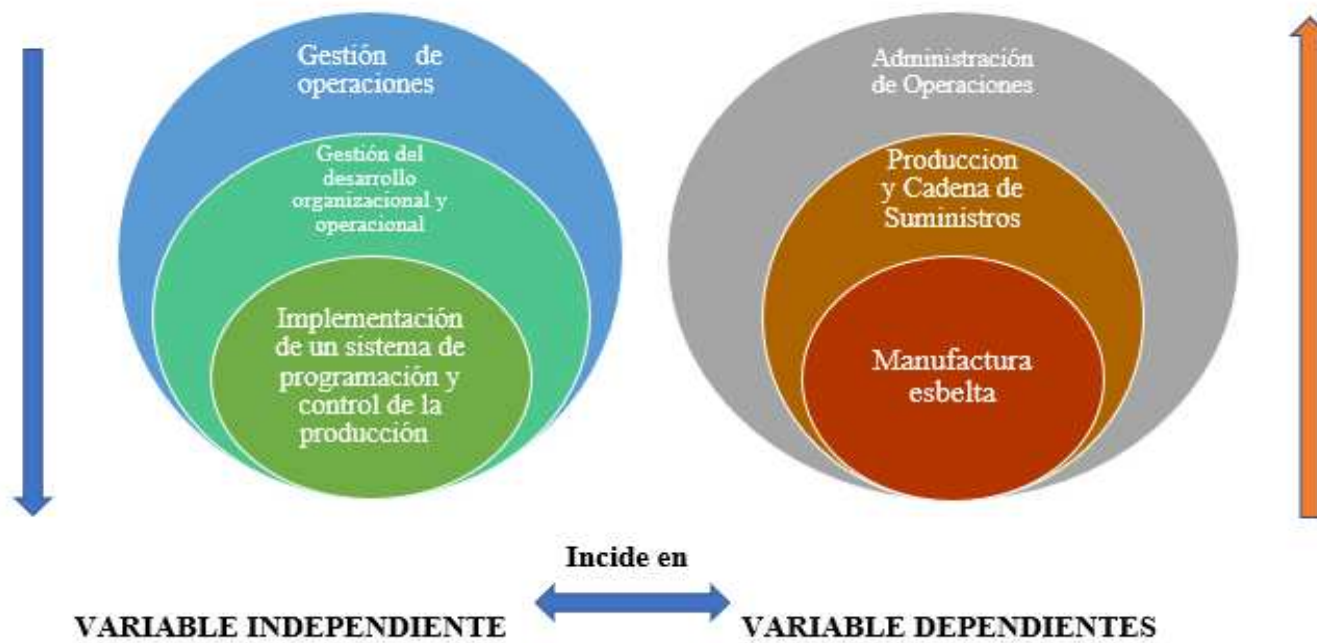 Gestión de
operaciones
Gestión del
desarrollo
organizacional y
operacional
Implementación
de un sistema de
programación y
control de la
producción
Administración
de Operaciones
Produccion
y Cadena de
Suministros
Manufactura
esbelta
Incide en
VARIABLE INDEPENDIENTE
VARIABLE DEPENDIENTES